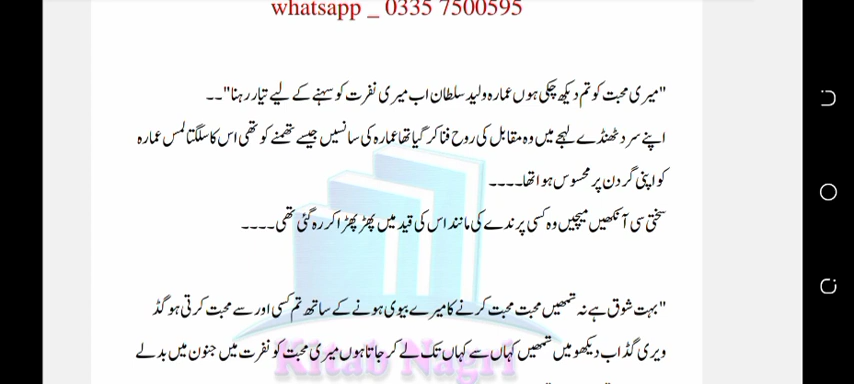 whatsapp _ 0335 7500595
"میری محبت کو تم دیکھ چکی ہوں عمارہ ولید سلطان اب میری نفرت کو سہنے کے لیے تیار رہنا"۔۔
اپنے سرد ٹھنڈے لہجے میں وہ مقابل کی روح فنا کر گیا تھا عمارہ کی سانسیں جیسے تھمنے کو تھی اس کا سلگتا لمس عمارہ
کو اپنی گردن پر محسوس ہوا تھا۔۔۔۔
سختی سی آنکھیں میچیں وہ کسی پرندے کی مانند اس کی قید میں پھڑپھڑا کر رہ گئی تھی۔۔۔۔
"بہت شوق ہے نہ تمھیں محبت محبت کرنے کا میرے بیوی ہونے کے ساتھ تم کسی اور سے محبت کرتی ہو گڈ
ویری گڈ اب دیکھو میں تمھیں کہاں سے کہاں تک لے کر جاتا ہوں میری محبت کو نفرت میں جنون میں بدلے
Kitab Nagri